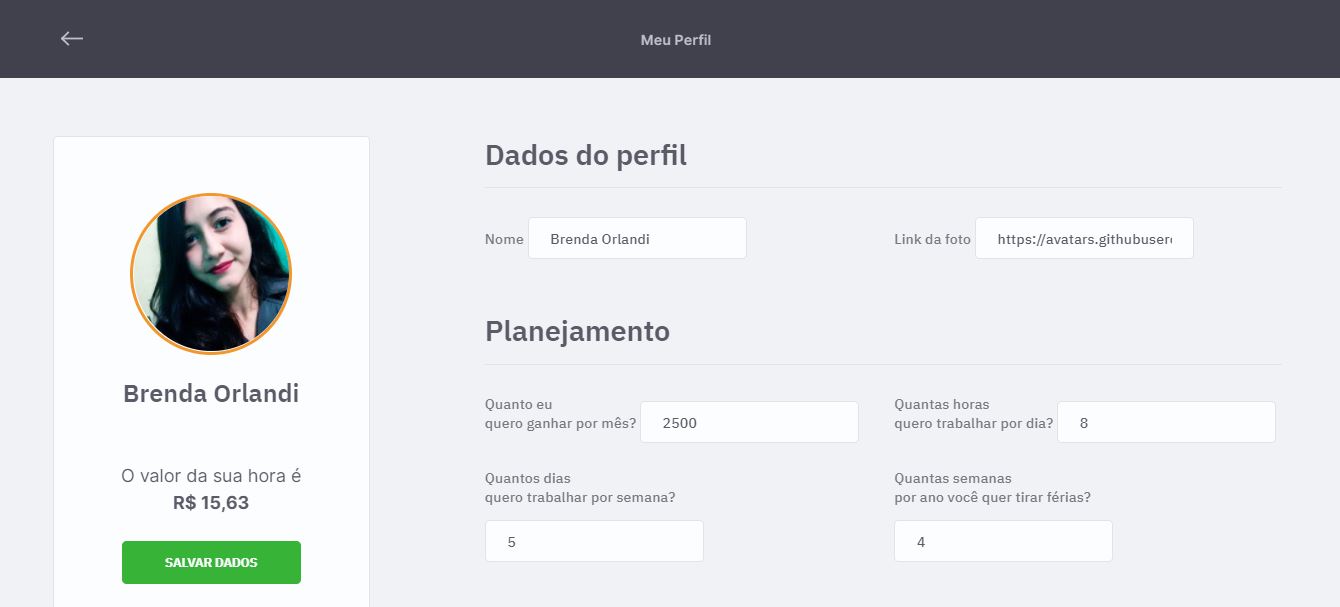 Meu Perfil
Brenda Orlandi
O valor da sua hora é
R$ 15,63
SALVAR DADOS
Dados do perfil
Nome
Brenda Orlandi
Link da foto
https://avatars.githubuser
Planejamento
Quanto eu
quero ganhar por mês?
2500
Quantas horas
quero trabalhar por dia?
8
Quantos dias
quero trabalhar por semana?
5
Quantas semanas
por ano você quer tirar férias?
4